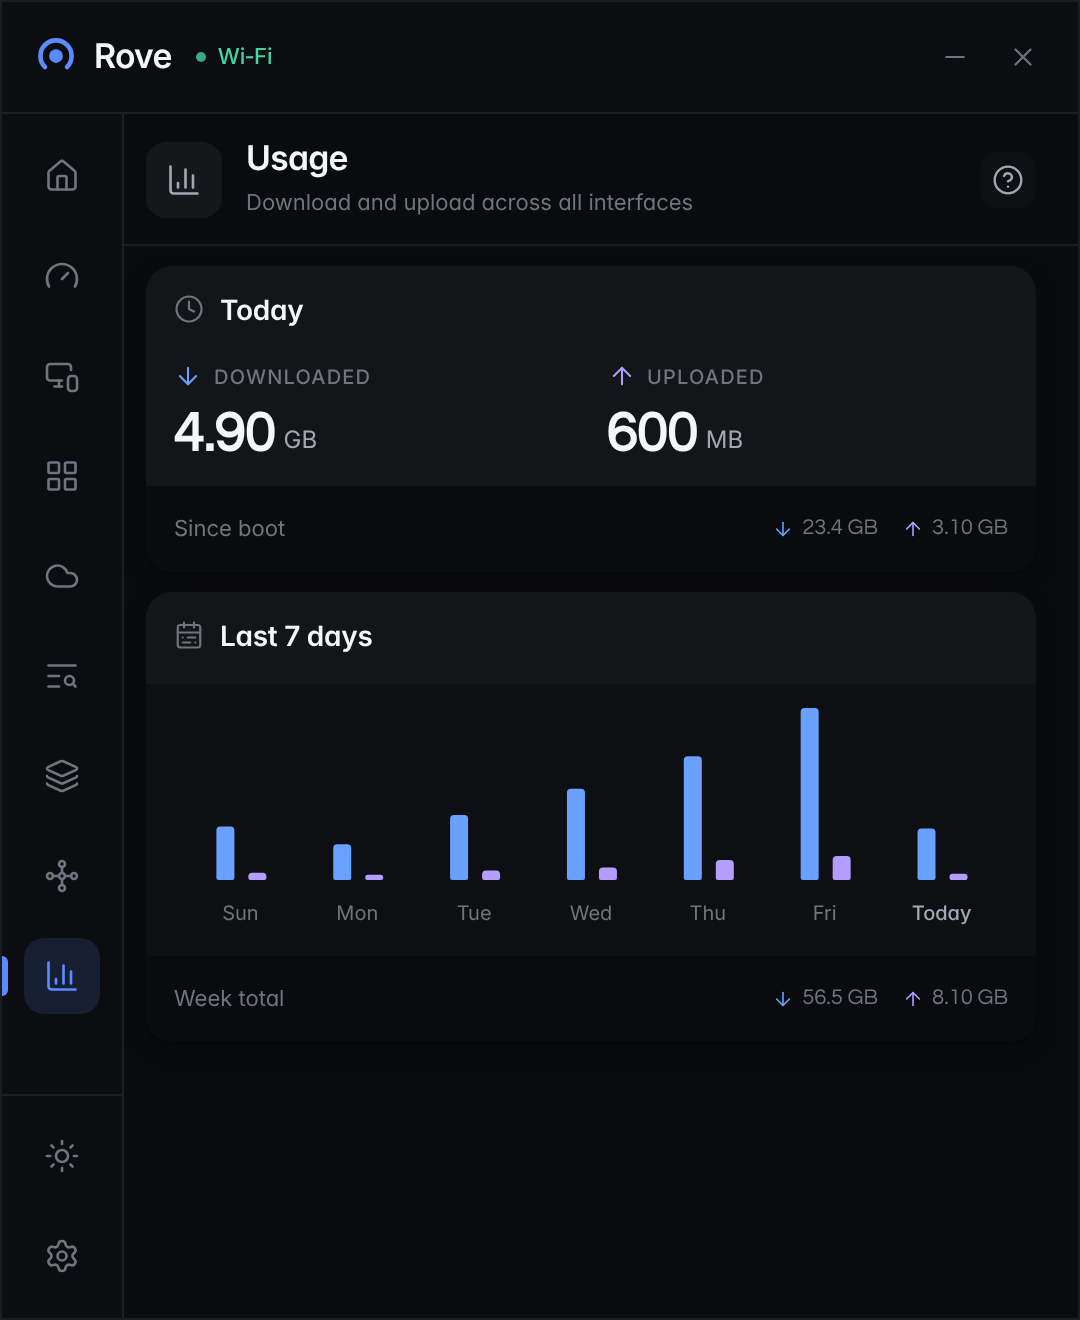 Rove Wi-Fi
Usage
Download and upload across all interfaces
Today
DOWNLOADED UPLOADED
4.90 GB 600 MB
Since boot 23.4 GB 3.10 GB
Last 7 days
Sun Mon Tue Wed Thu Fri Today
Week total 56.5 GB 8.10 GB